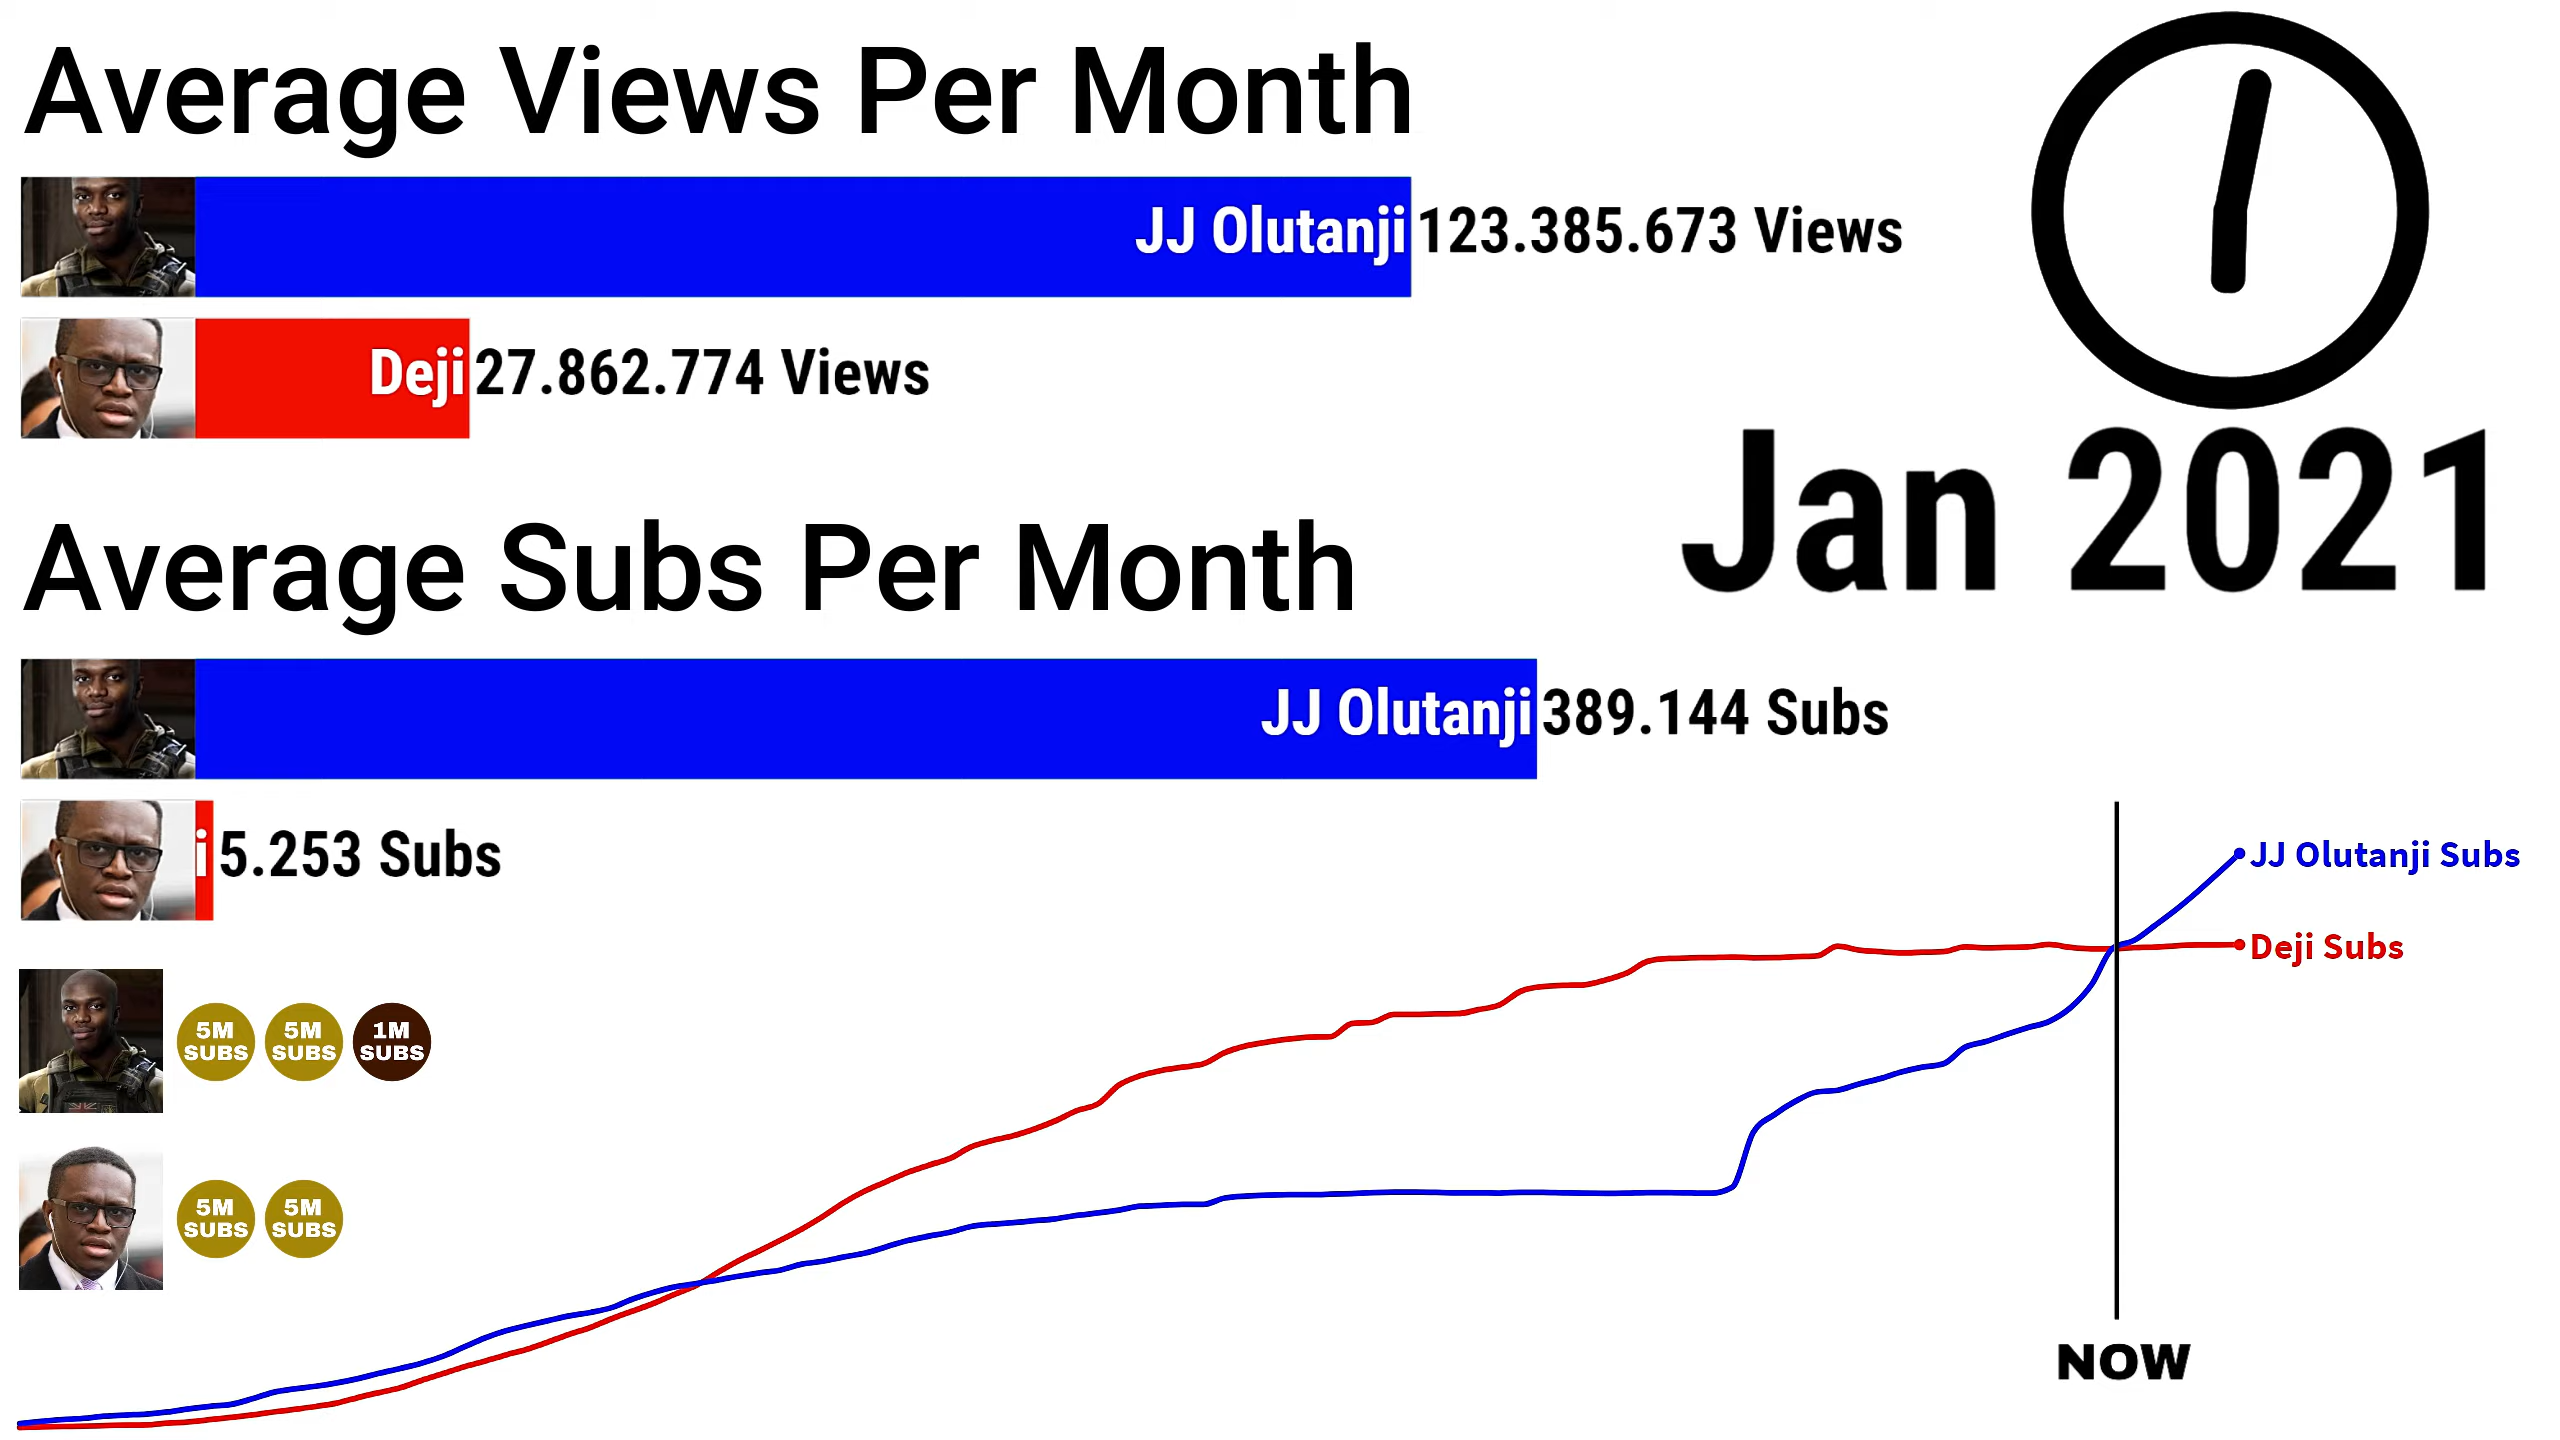 Average Views Per Month
JJ Olutanji 123.385.673 Views
Deji 27.862.774 Views
Jan 2021
Average Subs Per Month
JJ Olutanji 389.144 Subs
i 5.253 Subs
JJ Olutanji Subs
Deji Subs
5M SUBS 5M SUBS 1M SUBS
5M SUBS 5M SUBS
NOW